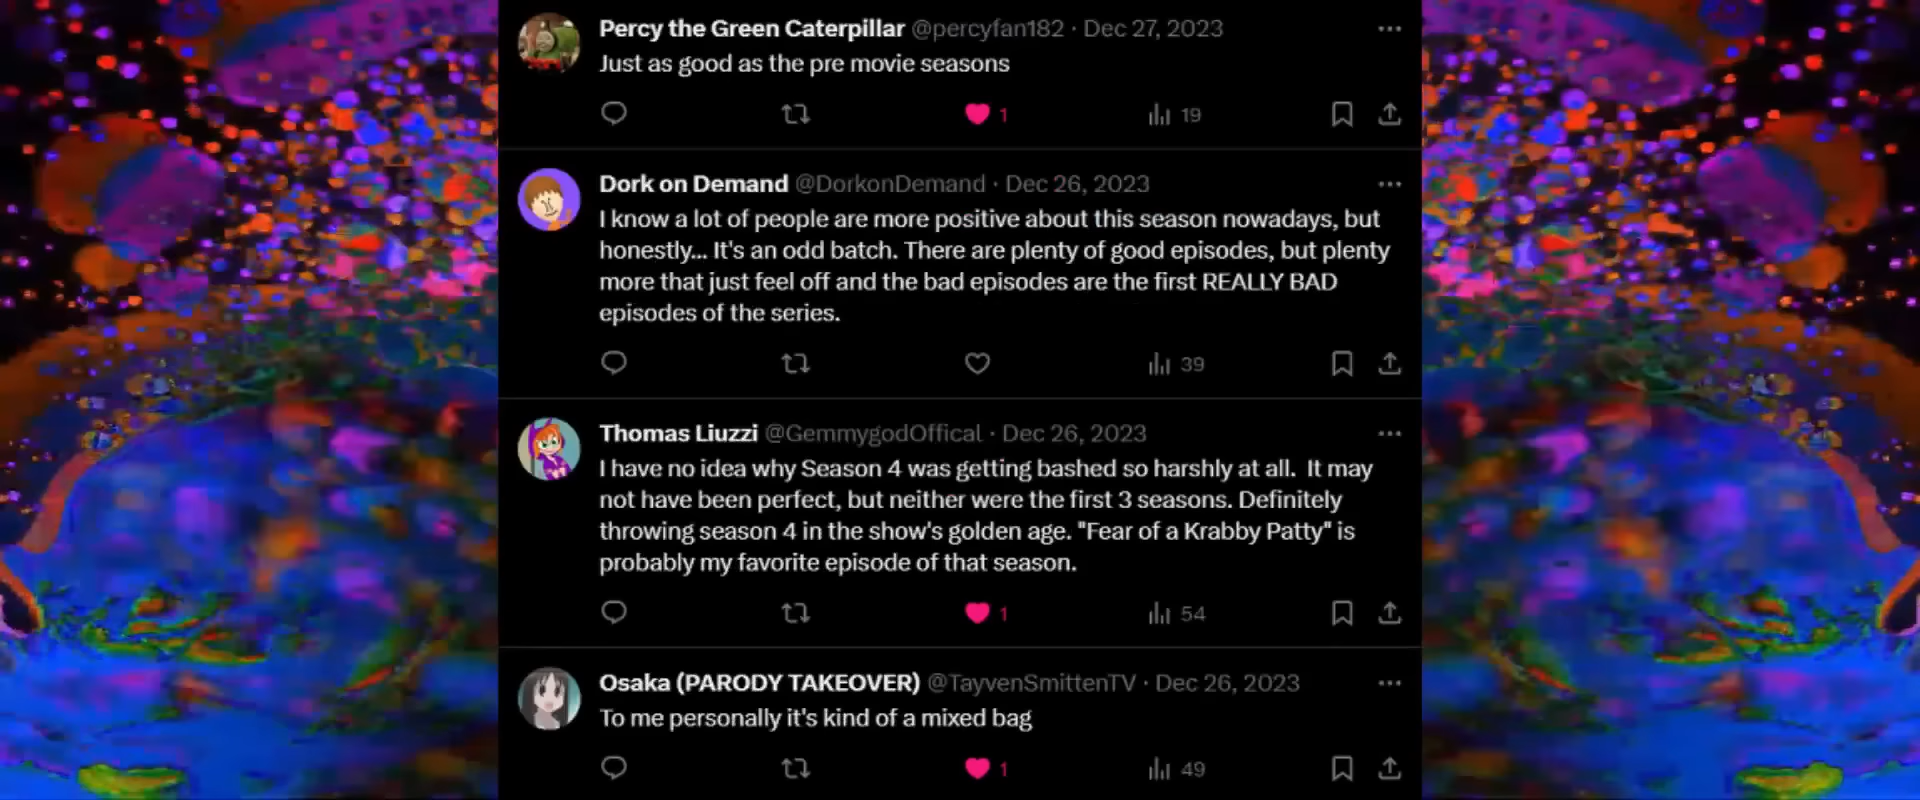 Percy the Green Caterpillar @percyfan182 · Dec 27, 2023
Just as good as the pre movie seasons
1
19
Dork on Demand @DorkonDemand · Dec 26, 2023
I know a lot of people are more positive about this season nowadays, but
honestly... It's an odd batch. There are plenty of good episodes, but plenty
more that just feel off and the bad episodes are the first REALLY BAD
episodes of the series.
39
Thomas Liuzzi @GemmygodOffical · Dec 26, 2023
I have no idea why Season 4 was getting bashed so harshly at all.  It may
not have been perfect, but neither were the first 3 seasons. Definitely
throwing season 4 in the show's golden age. "Fear of a Krabby Patty" is
probably my favorite episode of that season.
1
54
Osaka (PARODY TAKEOVER) @TayvenSmittenTV · Dec 26, 2023
To me personally it's kind of a mixed bag
1
49